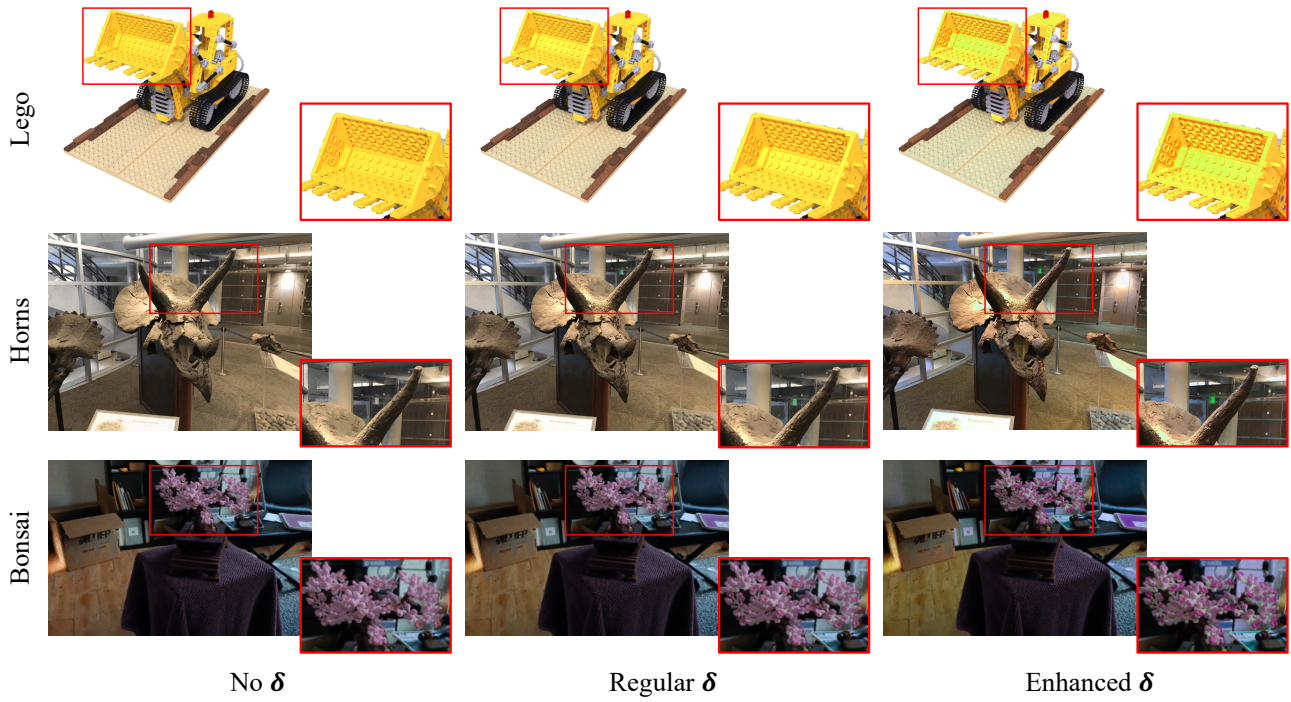 Lego
Horns
Bonsai
No δ
Regular δ
Enhanced δ